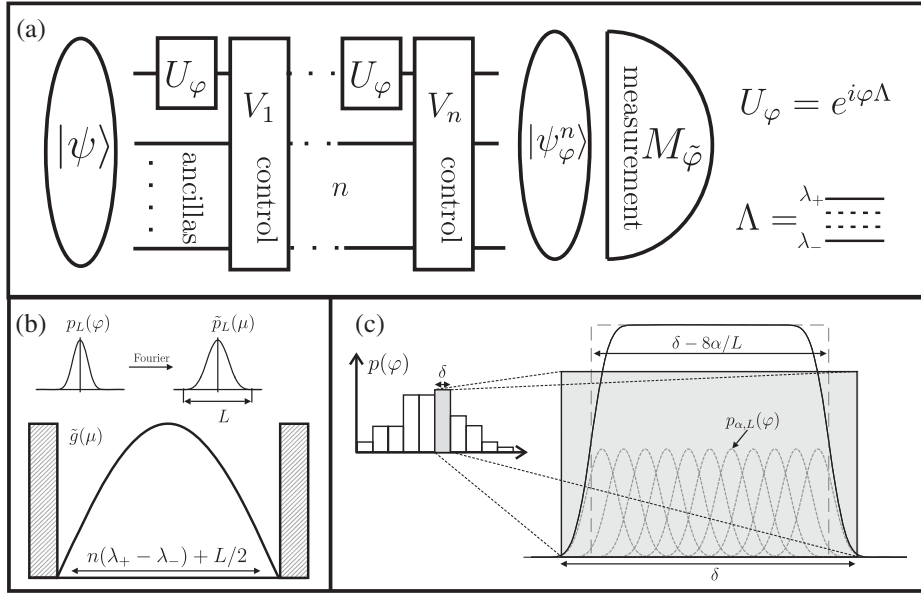 (a)
|ψ⟩
U_φ
ancillas
V_1
control
n
U_φ
V_n
control
|ψ_φ^n⟩
measurement
M_φ̃
U_φ = e^{iφΛ}
Λ =
λ_+
λ_−
(b)
p_L(φ)
Fourier
p̃_L(μ)
L
g̃(μ)
n(λ_+ − λ_−) + L/2
(c)
p(φ)
δ
δ − 8α/L
p_{α,L}(φ)
δ